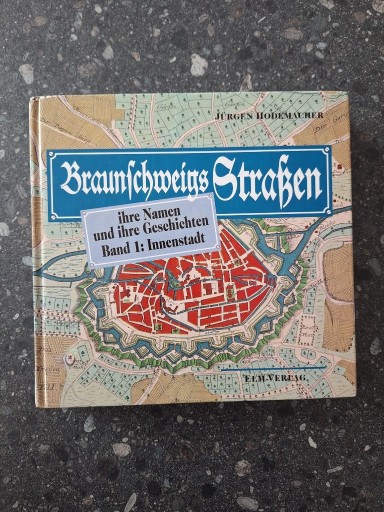 JÜRGEN HODEMACHER
Braunschweigs Straßen
ihre Namen
und ihre Geschichten
Band 1: Innenstadt
ELM-VERLAG